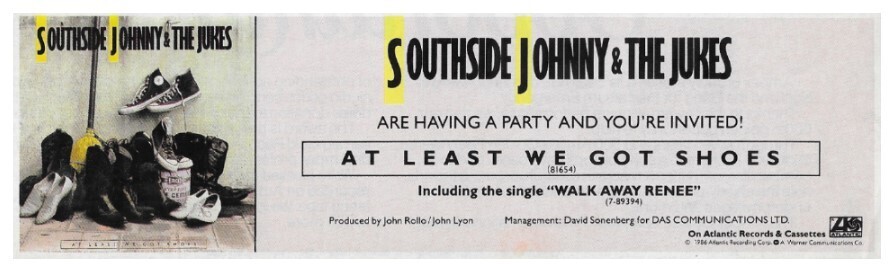 SOUTHSIDE JOHNNY & THE JUKES
AT LEAST WE GOT SHOES
SOUTHSIDE JOHNNY & THE JUKES
ARE HAVING A PARTY AND YOU'RE INVITED!
AT LEAST WE GOT SHOES
(81654)
Including the single "WALK AWAY RENEE"
(7-89394)
Produced by John Rollo/John Lyon Management: David Sonenberg for DAS COMMUNICATIONS LTD.
On Atlantic Records & Cassettes ATLANTIC
© 1986 Atlantic Recording Corp. A Warner Communications Co.